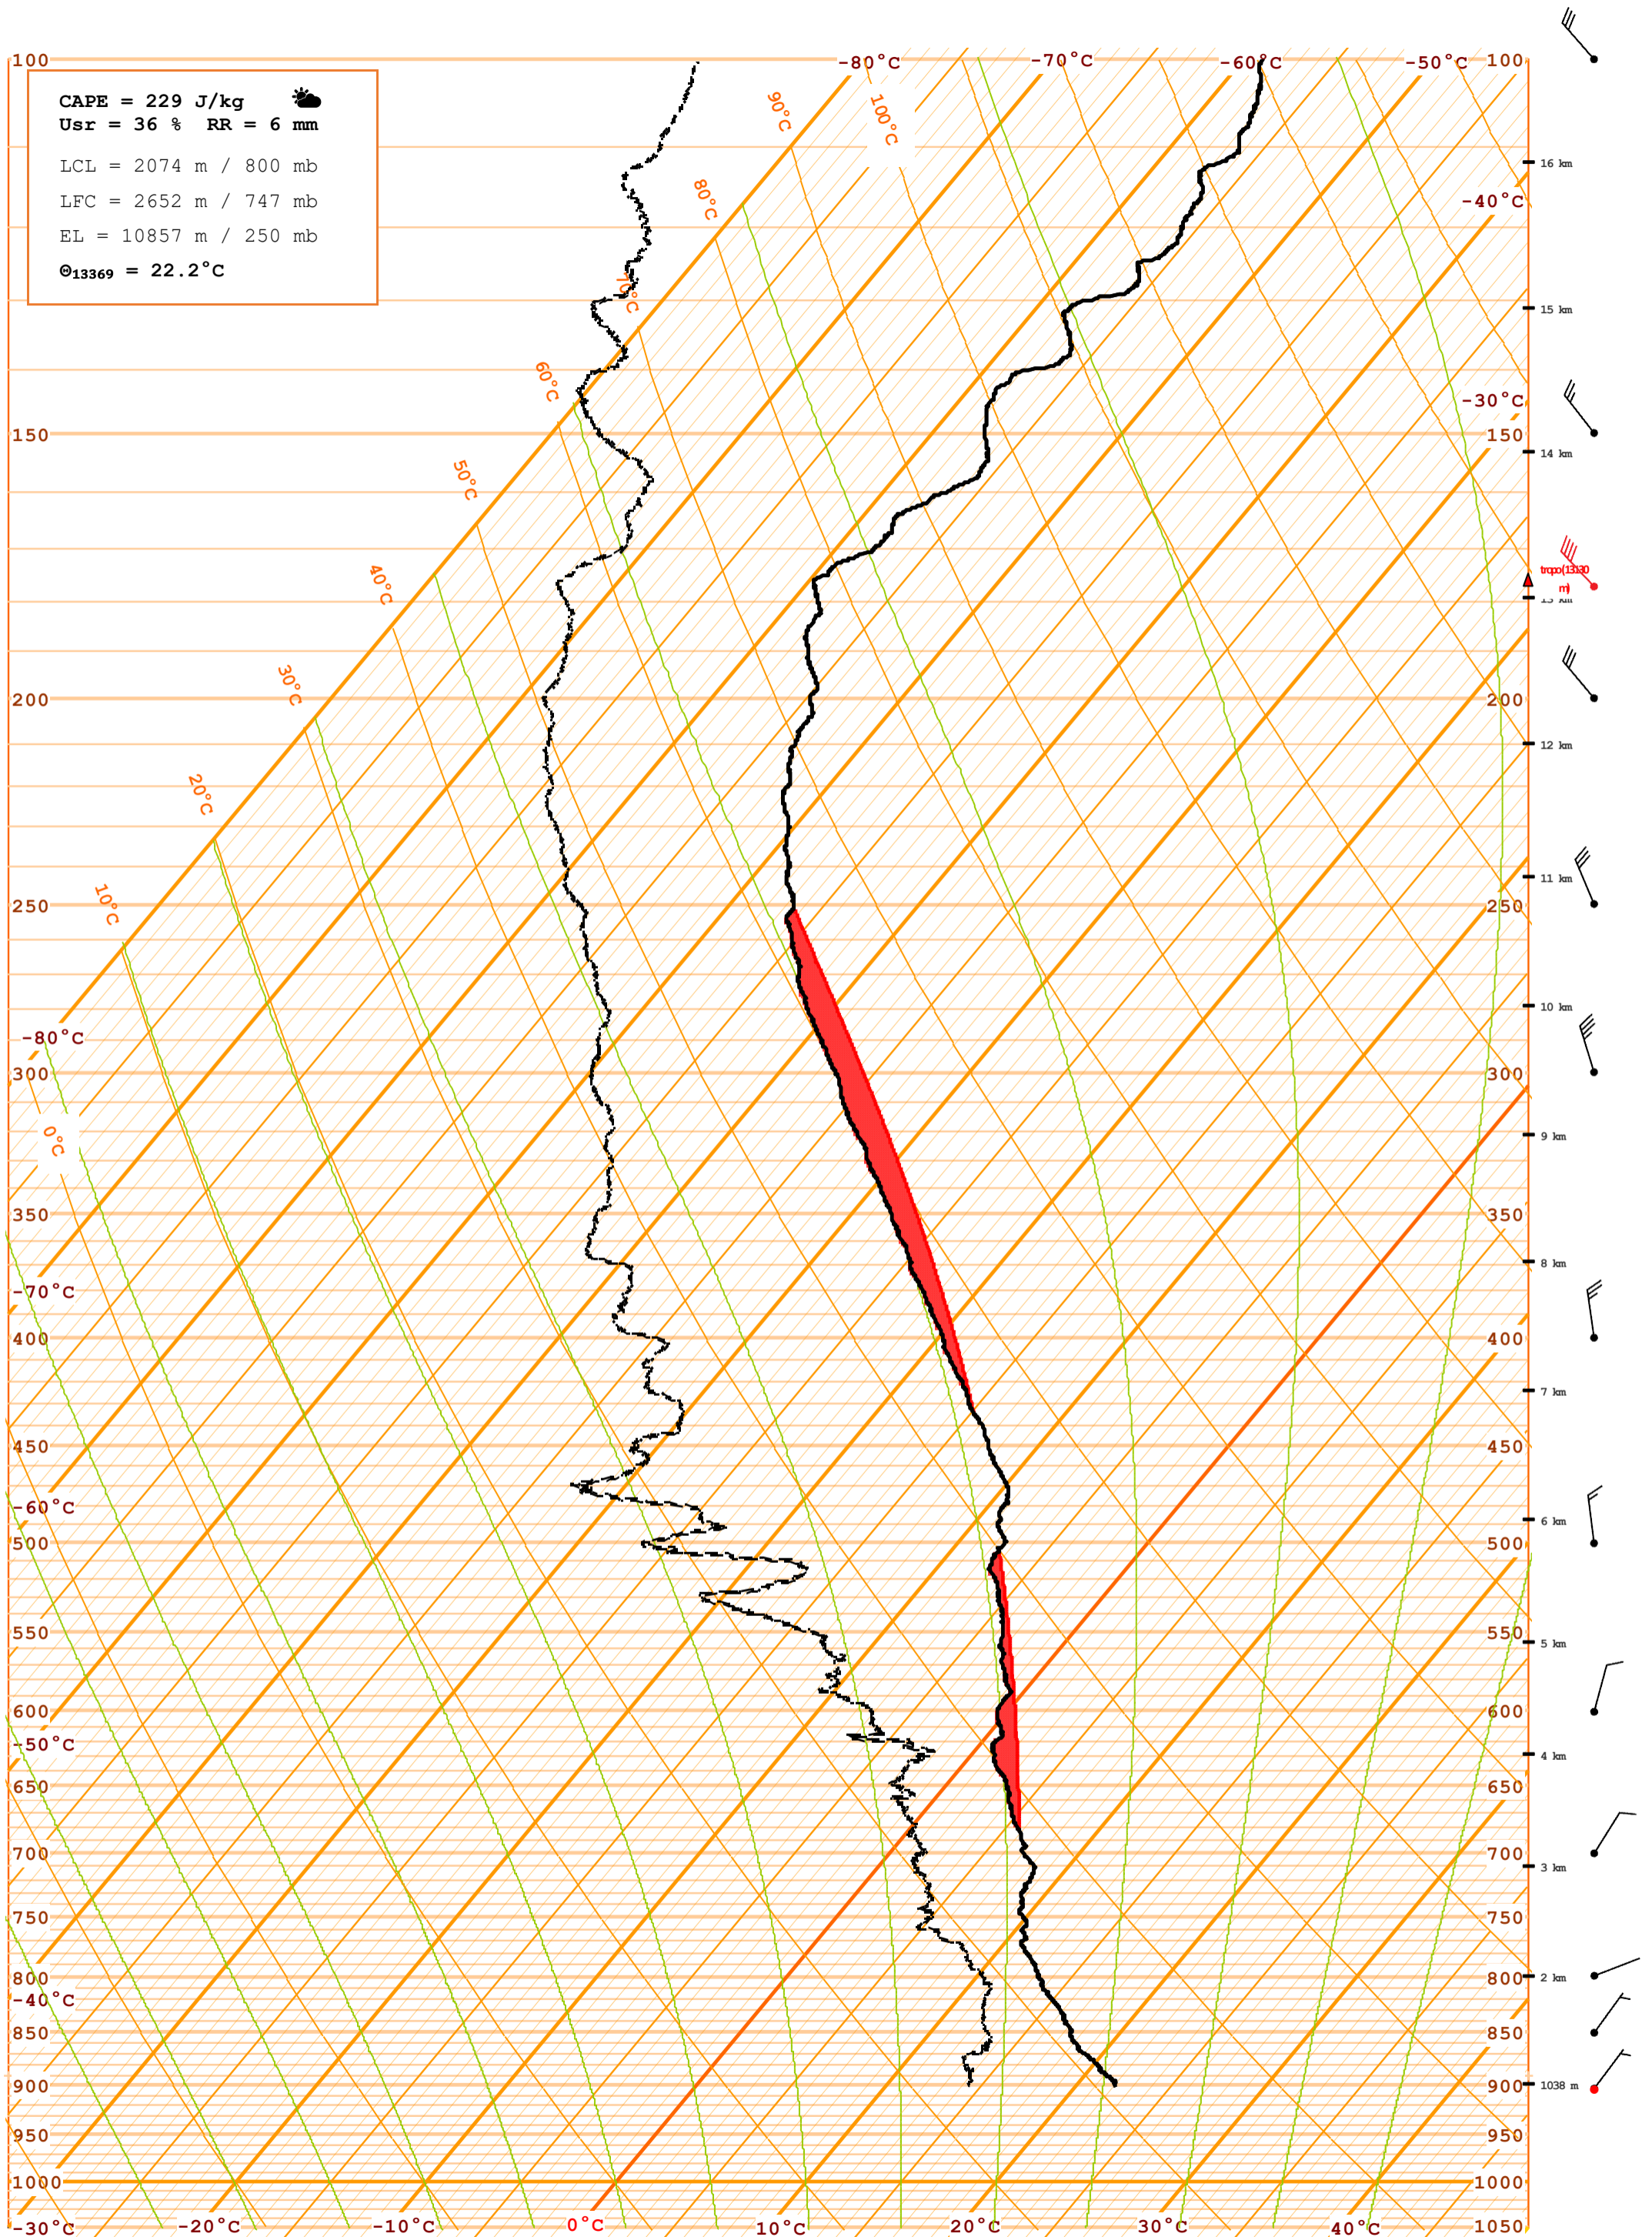 -80°C -70°C -60°C -50°C
100 100
CAPE = 229 J/kg
Usr = 36 % RR = 6 mm
LCL = 2074 m / 800 mb
LFC = 2652 m / 747 mb
EL = 10857 m / 250 mb
Θ13369 = 22.2°C
90°C 100°C
16 km
80°C
-40°C
70°C
15 km
60°C
-30°C
150 150
14 km
50°C
40°C
tropo(13130
m)
13 km
30°C
200 200
12 km
20°C
11 km
10°C
250 250
10 km
-80°C
300 300
0°C
9 km
350 350
8 km
-70°C
400 400
7 km
450 450
-60°C
6 km
500 500
550 550
5 km
600 600
-50°C
4 km
650 650
700 700
3 km
750 750
800 800
2 km
-40°C
850 850
900 900
1038 m
950 950
1000 1000
-30°C -20°C -10°C 0°C 10°C 20°C 30°C 40°C 1050